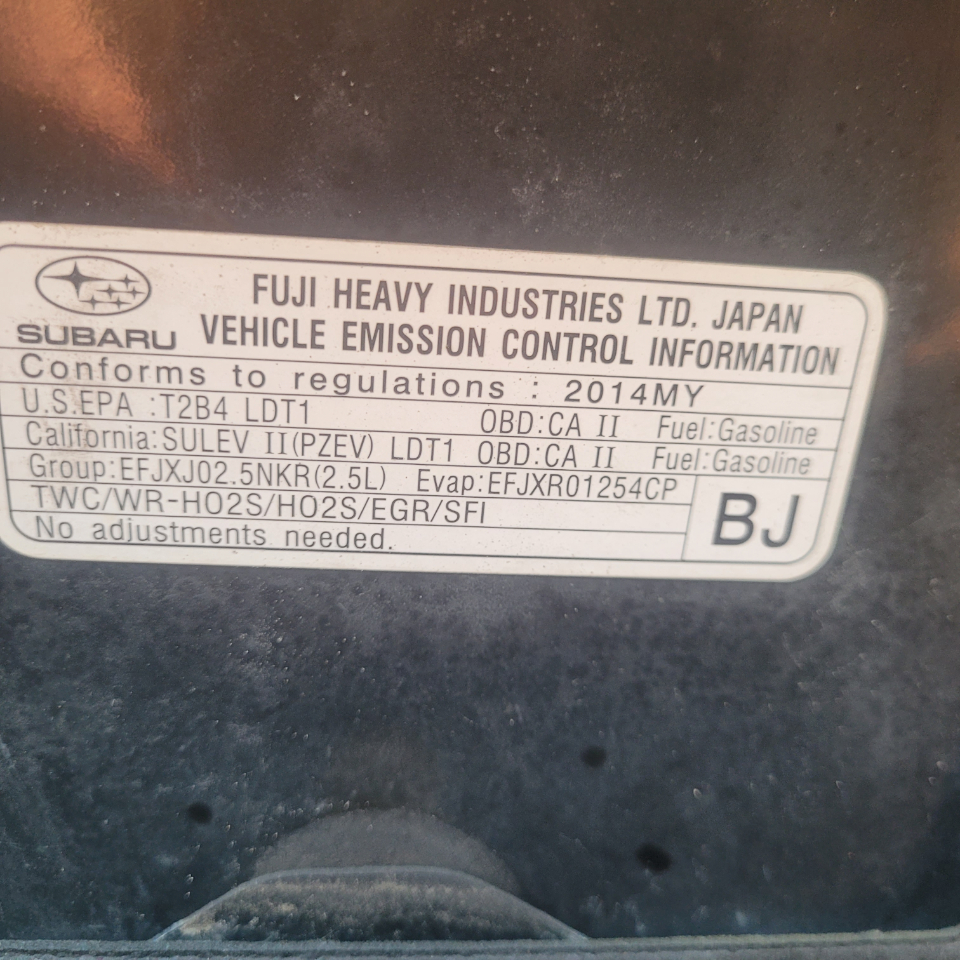 FUJI HEAVY INDUSTRIES LTD. JAPAN
SUBARU VEHICLE EMISSION CONTROL INFORMATION
Conforms to regulations : 2014MY
U.S.EPA :T2B4 LDT1 OBD:CA II Fuel:Gasoline
California:SULEV II(PZEV) LDT1 OBD:CA II Fuel:Gasoline
Group:EFJXJ02.5NKR(2.5L) Evap:EFJXR01254CP
TWC/WR-HO2S/HO2S/EGR/SFI
BJ
No adjustments needed.